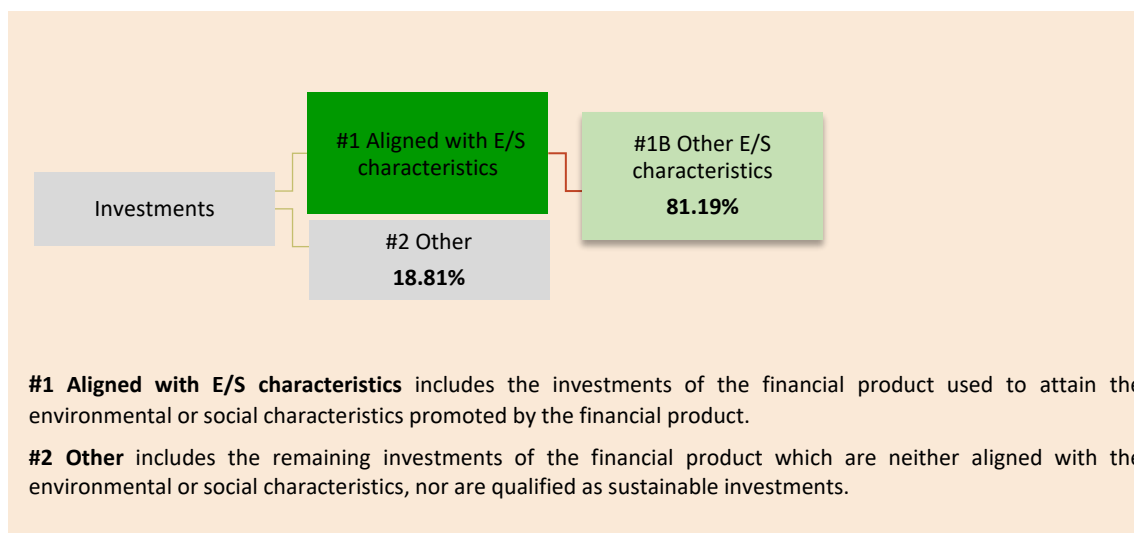 #1 Aligned with E/S
characteristics
#1B Other E/S
characteristics
81.19%
Investments
#2 Other
18.81%
#1 Aligned with E/S characteristics includes the investments of the financial product used to attain the
environmental or social characteristics promoted by the financial product.
#2 Other includes the remaining investments of the financial product which are neither aligned with the
environmental or social characteristics, nor are qualified as sustainable investments.